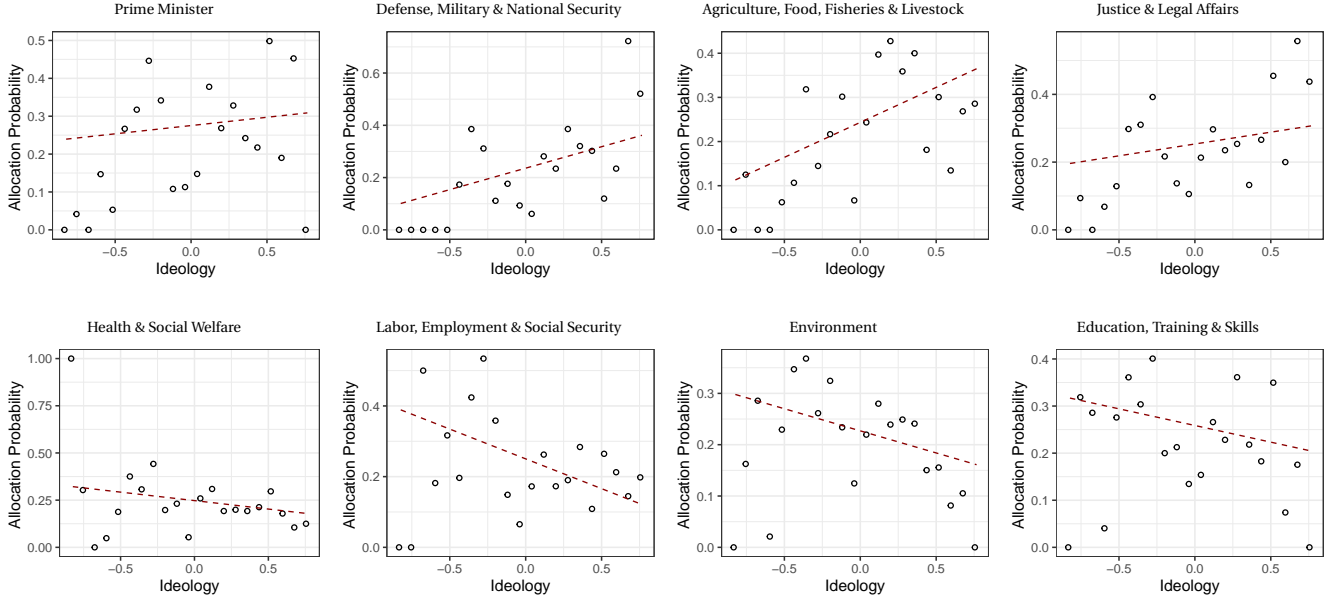 Prime Minister
Defense, Military & National Security
Agriculture, Food, Fisheries & Livestock
Justice & Legal Affairs
Allocation Probability
0.5
0.4
0.3
0.2
0.1
0.0
−0.5
0.0
0.5
Ideology
Allocation Probability
0.6
0.4
0.2
0.0
−0.5
0.0
0.5
Ideology
Allocation Probability
0.4
0.3
0.2
0.1
0.0
−0.5
0.0
0.5
Ideology
Allocation Probability
0.4
0.2
0.0
−0.5
0.0
0.5
Ideology
Health & Social Welfare
Labor, Employment & Social Security
Environment
Education, Training & Skills
Allocation Probability
1.00
0.75
0.50
0.25
0.00
−0.5
0.0
0.5
Ideology
Allocation Probability
0.4
0.2
0.0
−0.5
0.0
0.5
Ideology
Allocation Probability
0.3
0.2
0.1
0.0
−0.5
0.0
0.5
Ideology
Allocation Probability
0.4
0.3
0.2
0.1
0.0
−0.5
0.0
0.5
Ideology